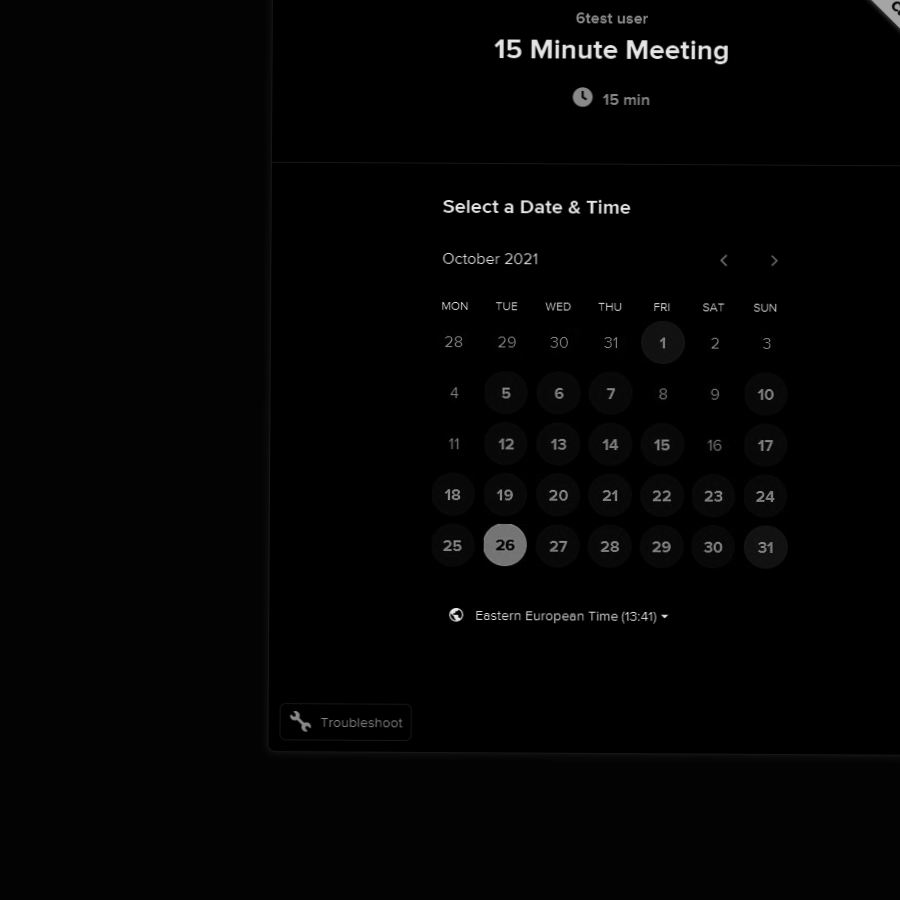 6test user
15 Minute Meeting
15 min
Select a Date & Time
October 2021
MON TUE WED THU FRI SAT SUN
28 29 30 31 1 2 3
4 5 6 7 8 9 10
11 12 13 14 15 16 17
18 19 20 21 22 23 24
25 26 27 28 29 30 31
Eastern European Time (13:41)
Troubleshoot